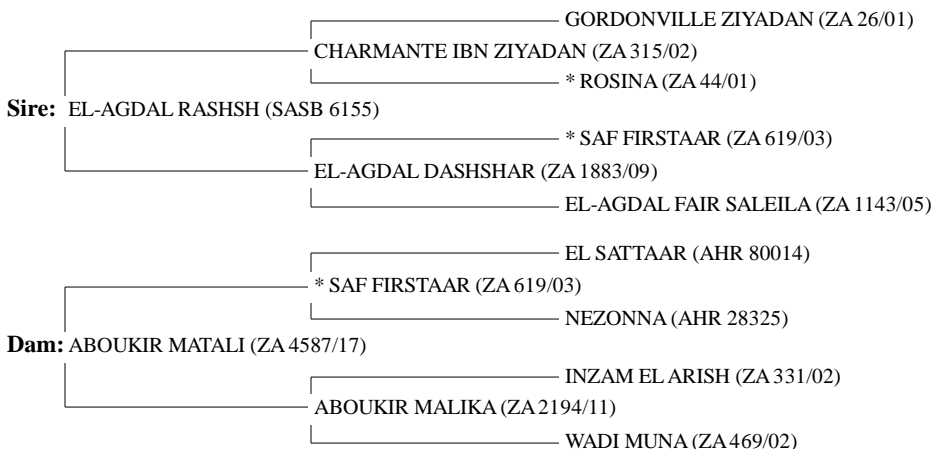 GORDONVILLE ZIYADAN (ZA 26/01)
CHARMANTE IBN ZIYADAN (ZA 315/02)
* ROSINA (ZA 44/01)
Sire: EL-AGDAL RASHSH (SASB 6155)
* SAF FIRSTAAR (ZA 619/03)
EL-AGDAL DASHSHAR (ZA 1883/09)
EL-AGDAL FAIR SALEILA (ZA 1143/05)
EL SATTAAR (AHR 80014)
* SAF FIRSTAAR (ZA 619/03)
NEZONNA (AHR 28325)
Dam: ABOUKIR MATALI (ZA 4587/17)
INZAM EL ARISH (ZA 331/02)
ABOUKIR MALIKA (ZA 2194/11)
WADI MUNA (ZA 469/02)